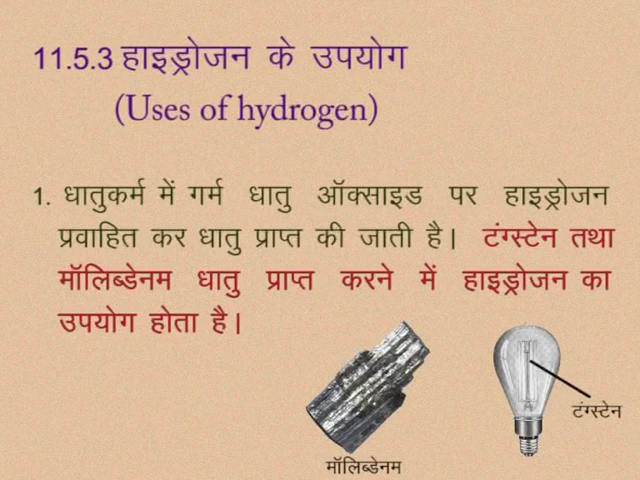 11.5.3 हाइड्रोजन के उपयोग
(Uses of hydrogen)
1. धातुकर्म में गर्म धातु ऑक्साइड पर हाइड्रोजन
प्रवाहित कर धातु प्राप्त की जाती है। टंग्स्टेन तथा
मॉलिब्डेनम धातु प्राप्त करने में हाइड्रोजन का
उपयोग होता है।
टंग्स्टेन
मॉलिब्डेनम